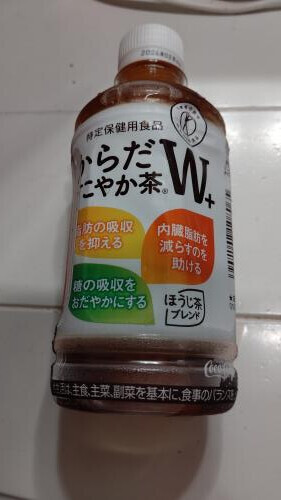 特定保健用食品
からだ
すこやか茶®W+
脂肪の吸収
を抑える
内臓脂肪を
減らすのを
助ける
糖の吸収を
おだやかにする
ほうじ茶
ブレンド
生活は、主食、主菜、副菜を基本に、食事のバランスを